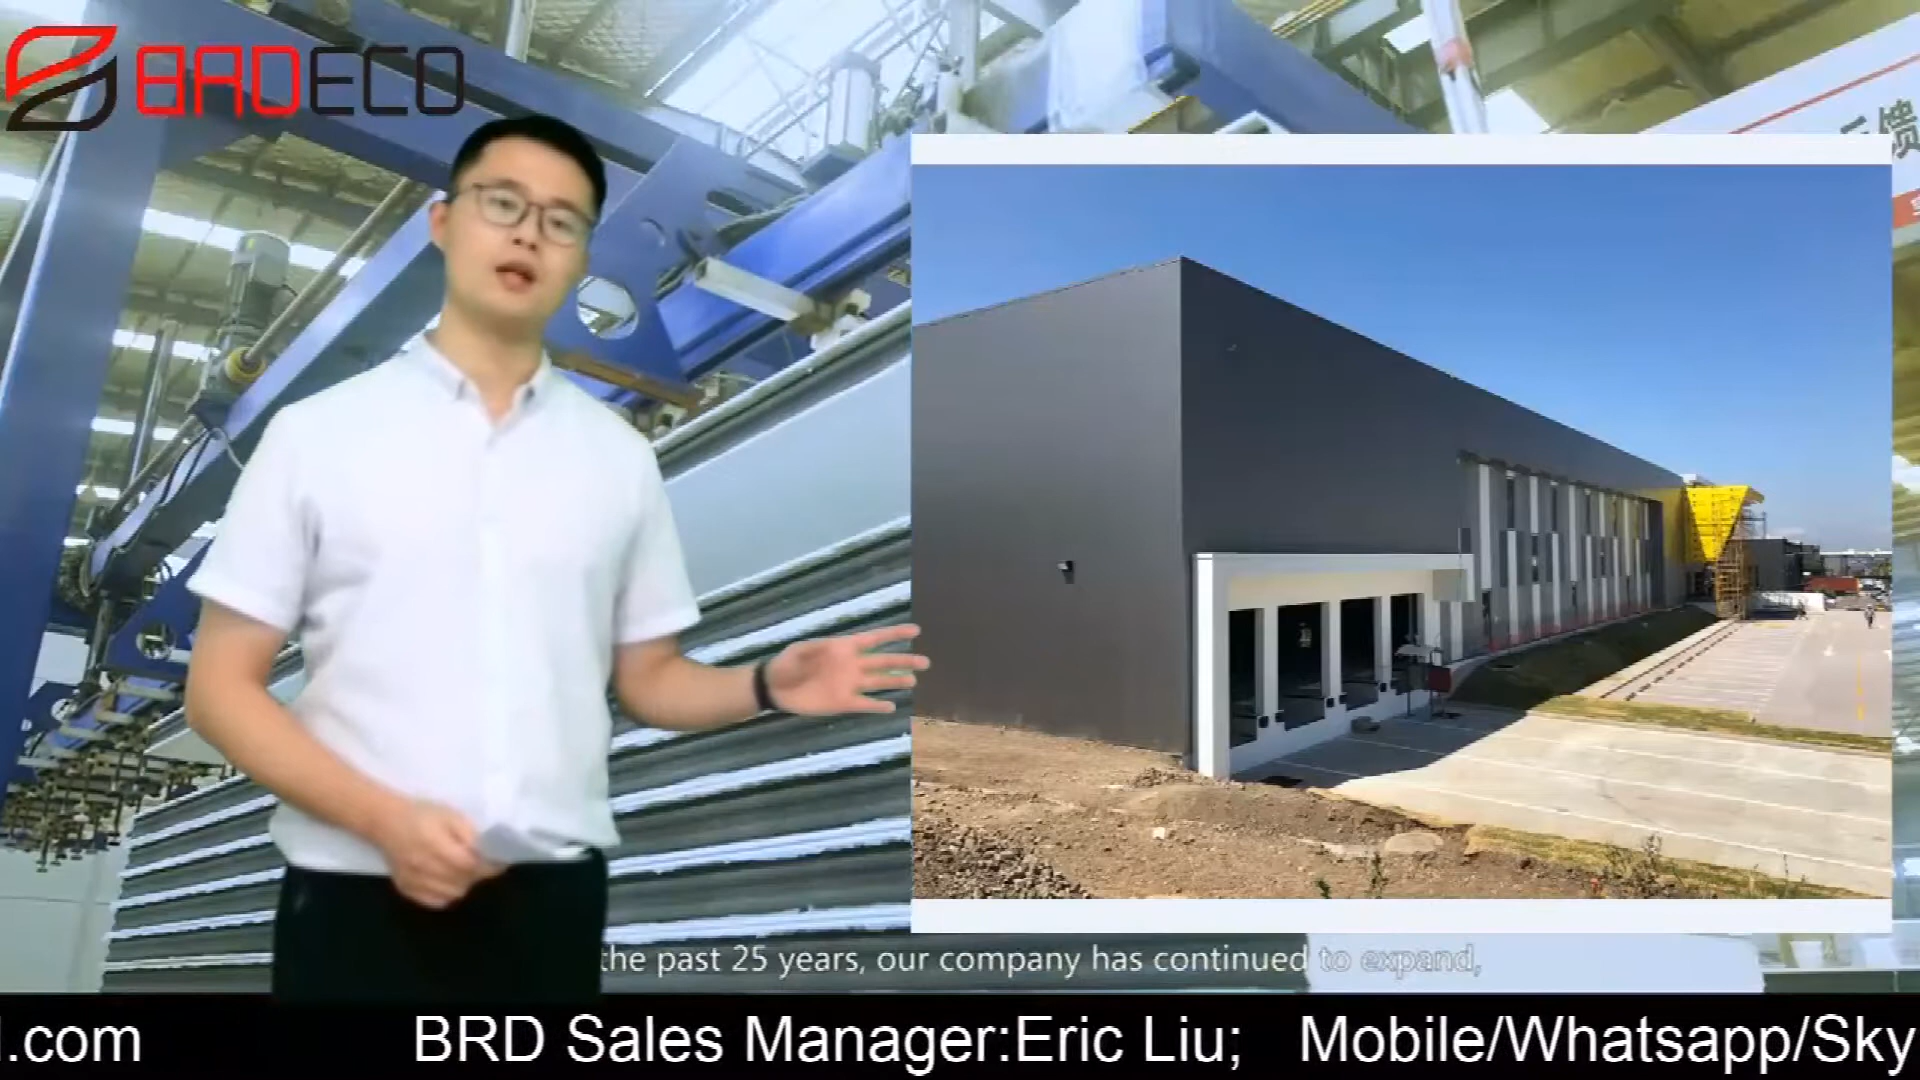 BRDECO
馈
the past 25 years, our company has continued to expand,
.com BRD Sales Manager:Eric Liu; Mobile/Whatsapp/Sky